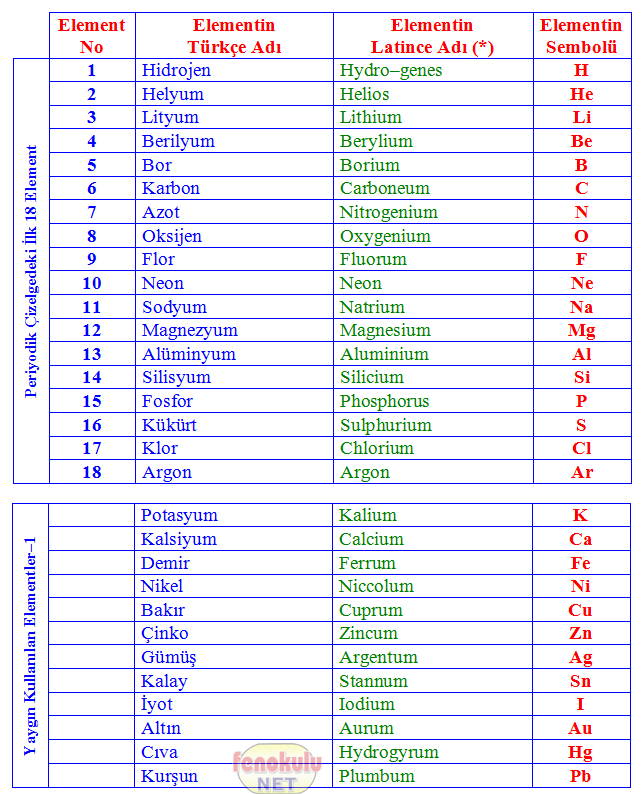 Element No Elementin Türkçe Adı Elementin Latince Adı (*) Elementin Sembolü
Periyodik Çizelgedeki İlk 18 Element
1 Hidrojen Hydro–genes H
2 Helyum Helios He
3 Lityum Lithium Li
4 Berilyum Berylium Be
5 Bor Borium B
6 Karbon Carboneum C
7 Azot Nitrogenium N
8 Oksijen Oxygenium O
9 Flor Fluorum F
10 Neon Neon Ne
11 Sodyum Natrium Na
12 Magnezyum Magnesium Mg
13 Alüminyum Aluminium Al
14 Silisyum Silicium Si
15 Fosfor Phosphorus P
16 Kükürt Sulphurium S
17 Klor Chlorium Cl
18 Argon Argon Ar
Yaygın Kullanılan Elementler–1
Potasyum Kalium K
Kalsiyum Calcium Ca
Demir Ferrum Fe
Nikel Niccolum Ni
Bakır Cuprum Cu
Çinko Zincum Zn
Gümüş Argentum Ag
Kalay Stannum Sn
İyot Iodium I
Altın Aurum Au
Cıva Hydrogyrum Hg
Kurşun Plumbum Pb
fenokulu
NET